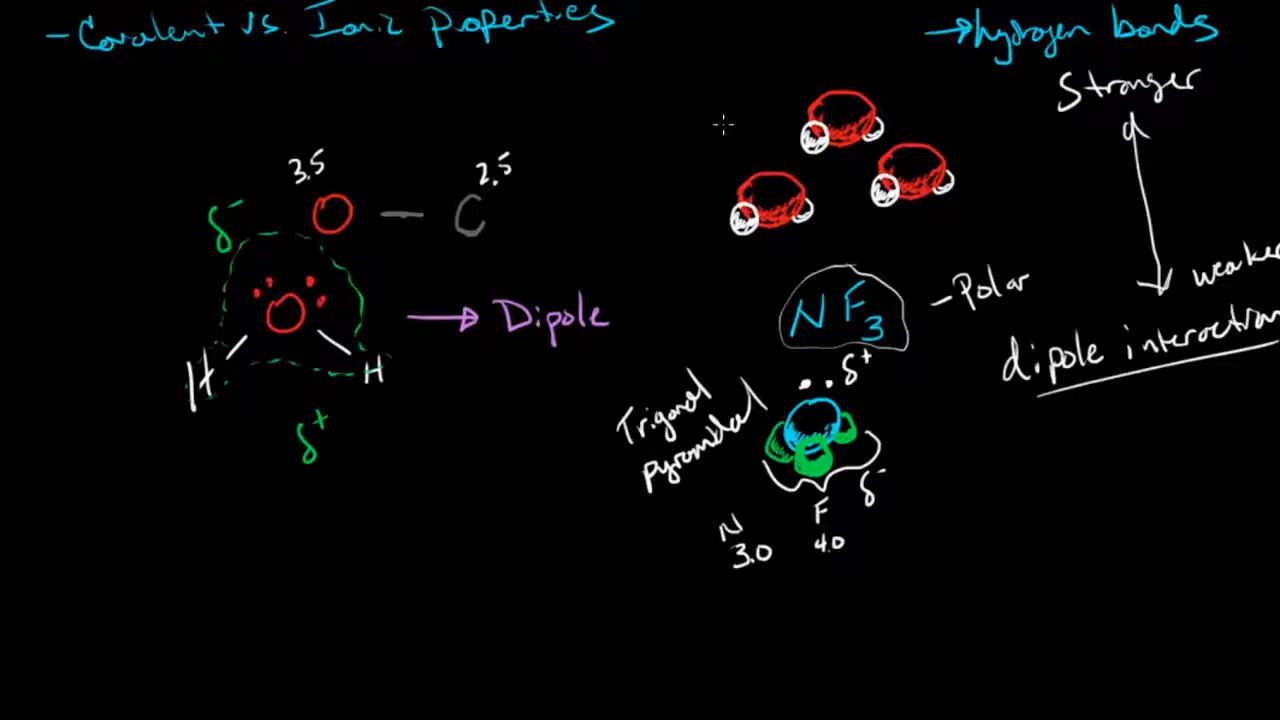 - Covalent vs. Ionic Properties
→ hydrogen bonds
Stronger
weaker
dipole interaction
3.5
2.5
O — C
δ-
O
H
H
δ+
→ Dipole
NF3
- Polar
δ+
Trigonal
pyramidal
δ-
N
3.0
F
4.0